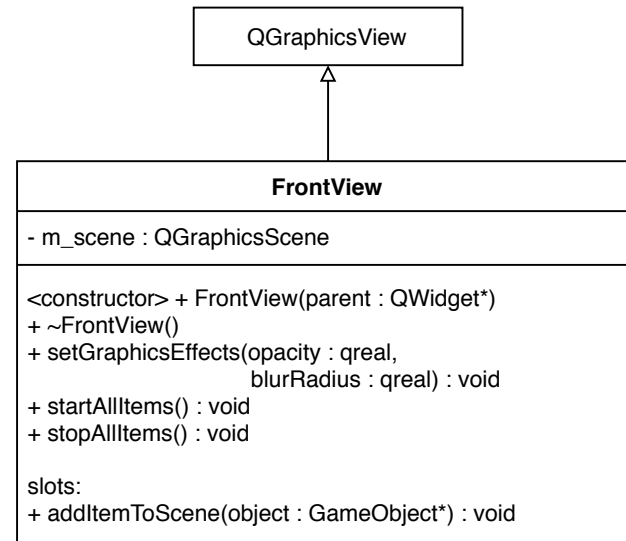 QGraphicsView
FrontView
- m_scene : QGraphicsScene
<constructor> + FrontView(parent : QWidget*)
+ ~FrontView()
+ setGraphicsEffects(opacity : qreal,
blurRadius : qreal) : void
+ startAllItems() : void
+ stopAllItems() : void
slots:
+ addItemToScene(object : GameObject*) : void